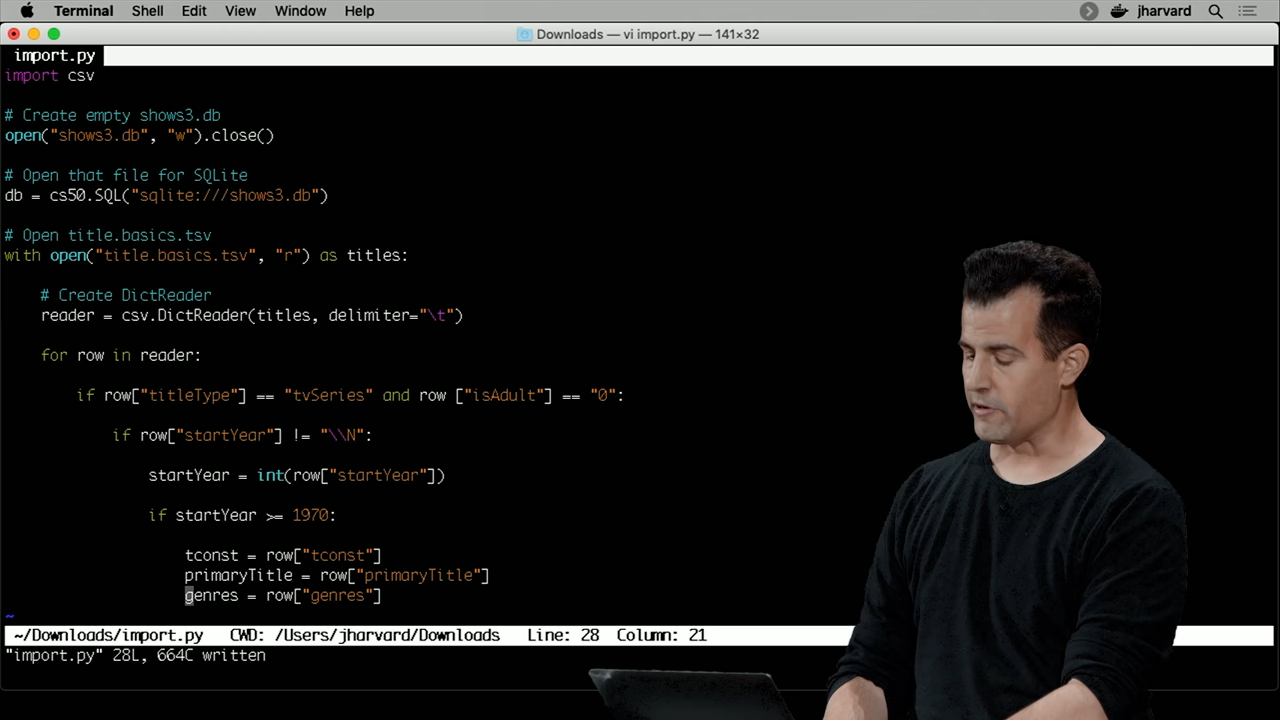 Terminal Shell Edit View Window Help jharvard
Downloads — vi import.py — 141×32
import.py
import csv
# Create empty shows3.db
open("shows3.db", "w").close()
# Open that file for SQLite
db = cs50.SQL("sqlite:///shows3.db")
# Open title.basics.tsv
with open("title.basics.tsv", "r") as titles:
# Create DictReader
reader = csv.DictReader(titles, delimiter="\t")
for row in reader:
if row["titleType"] == "tvSeries" and row ["isAdult"] == "0":
if row["startYear"] != "\\N":
startYear = int(row["startYear"])
if startYear >= 1970:
tconst = row["tconst"]
primaryTitle = row["primaryTitle"]
genres = row["genres"]
~
~/Downloads/import.py CWD: /Users/jharvard/Downloads Line: 28 Column: 21
"import.py" 28L, 664C written